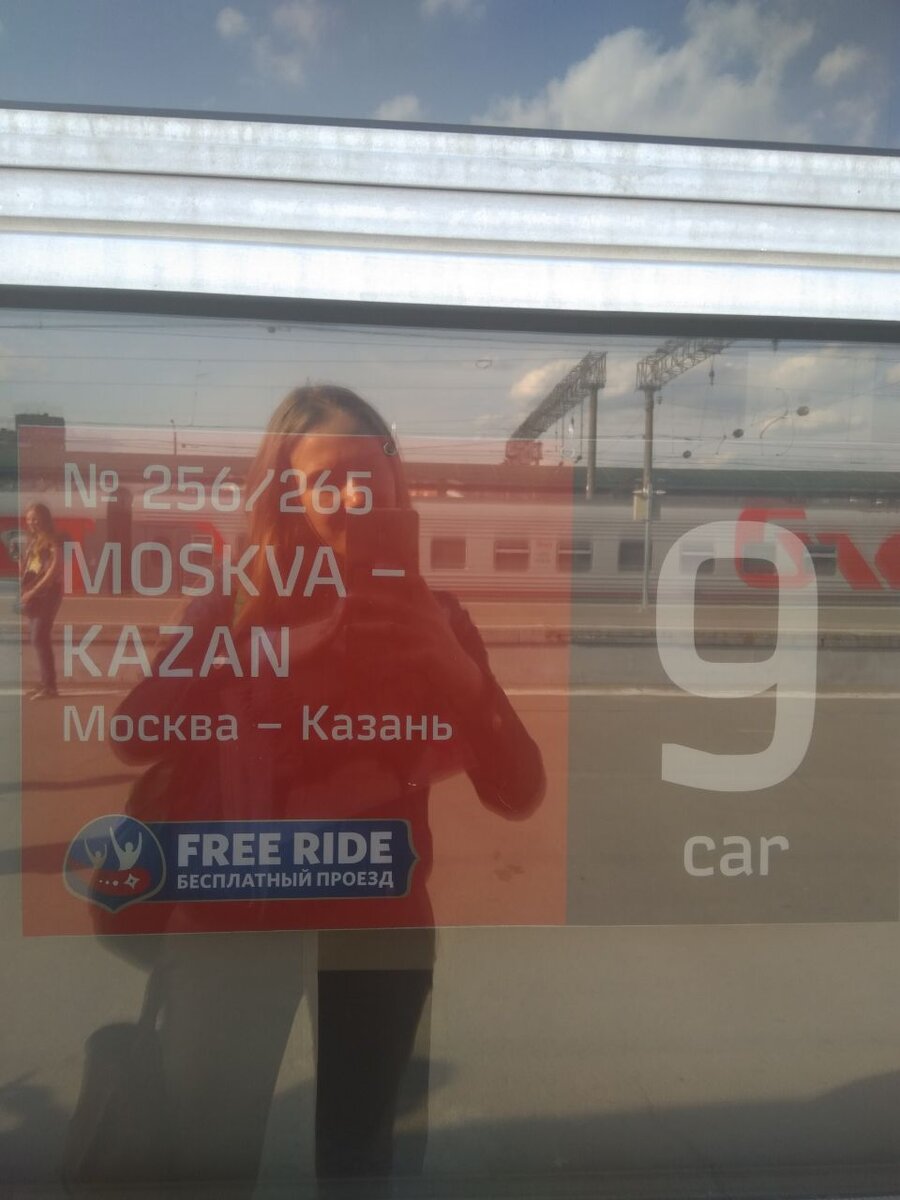 № 256/265
MOSKVA –
KAZAN
Москва – Казань
FREE RIDE
БЕСПЛАТНЫЙ ПРОЕЗД
9
car